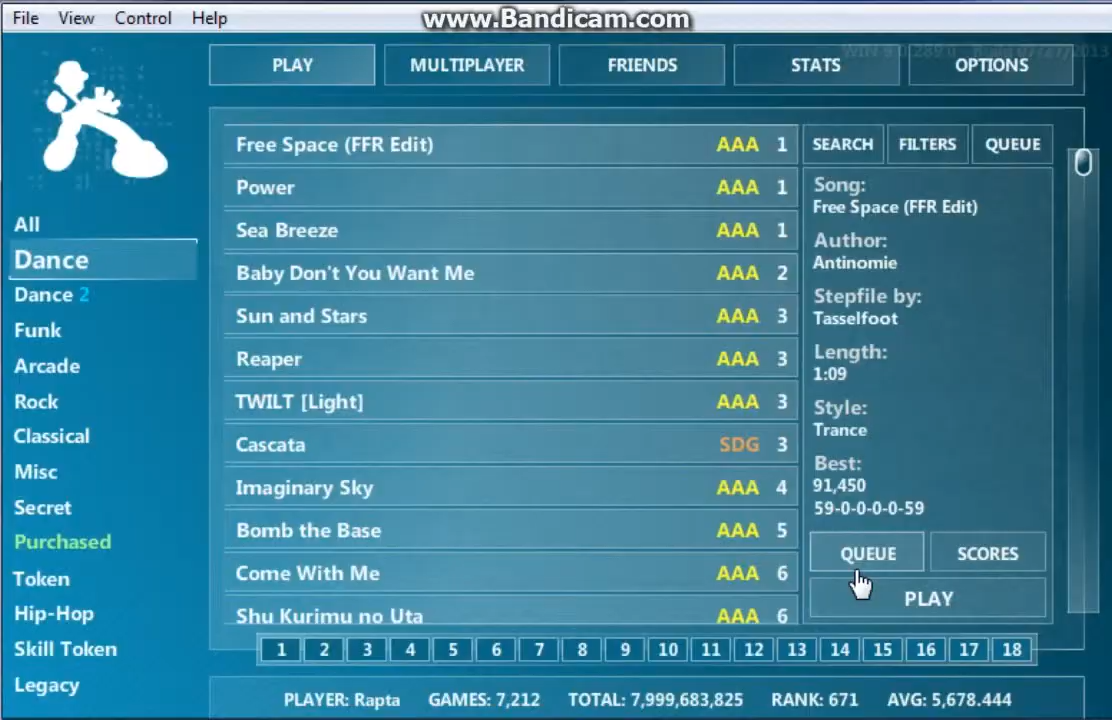 File View Control Help
www.Bandicam.com
PLAY MULTIPLAYER FRIENDS STATS OPTIONS
All
Dance
Dance 2
Funk
Arcade
Rock
Classical
Misc
Secret
Purchased
Token
Hip-Hop
Skill Token
Legacy
Free Space (FFR Edit) AAA 1
Power AAA 1
Sea Breeze AAA 1
Baby Don't You Want Me AAA 2
Sun and Stars AAA 3
Reaper AAA 3
TWILT [Light] AAA 3
Cascata SDG 3
Imaginary Sky AAA 4
Bomb the Base AAA 5
Come With Me AAA 6
Shu Kurimu no Uta AAA 6
SEARCH FILTERS QUEUE
Song:
Free Space (FFR Edit)
Author:
Antinomie
Stepfile by:
Tasselfoot
Length:
1:09
Style:
Trance
Best:
91,450
59-0-0-0-0-59
QUEUE SCORES
PLAY
1 2 3 4 5 6 7 8 9 10 11 12 13 14 15 16 17 18
PLAYER: Rapta GAMES: 7,212 TOTAL: 7,999,683,825 RANK: 671 AVG: 5,678.444